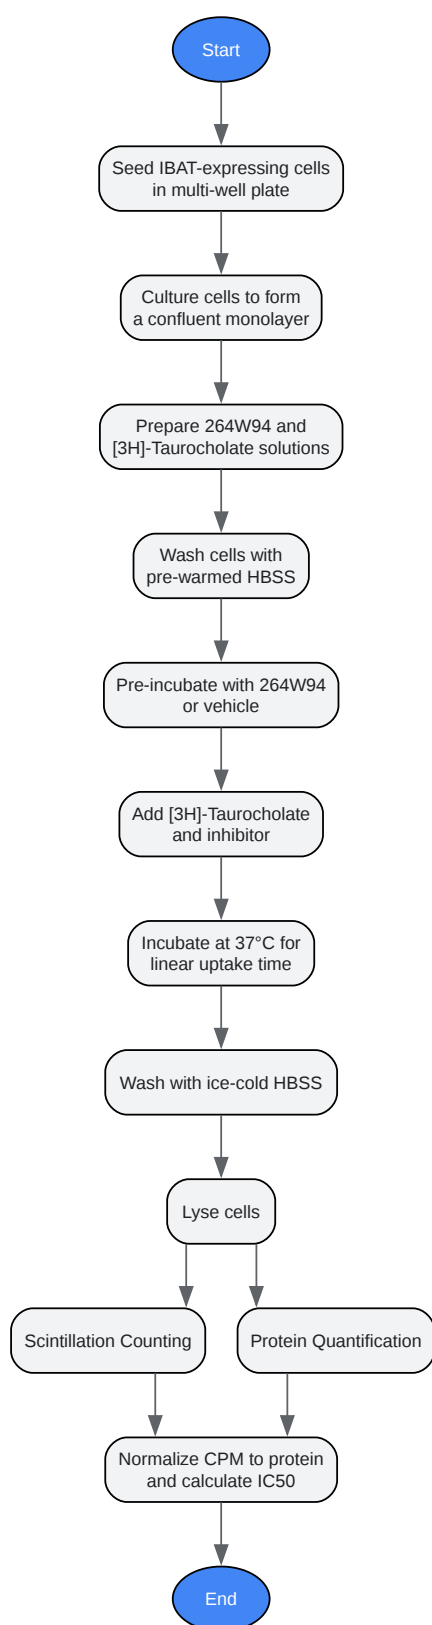 Start
Seed IBAT-expressing cells
in multi-well plate
Culture cells to form
a confluent monolayer
Prepare 264W94 and
[3H]-Taurocholate solutions
Wash cells with
pre-warmed HBSS
Pre-incubate with 264W94
or vehicle
Add [3H]-Taurocholate
and inhibitor
Incubate at 37°C for
linear uptake time
Wash with ice-cold HBSS
Lyse cells
Scintillation Counting
Protein Quantification
Normalize CPM to protein
and calculate IC50
End